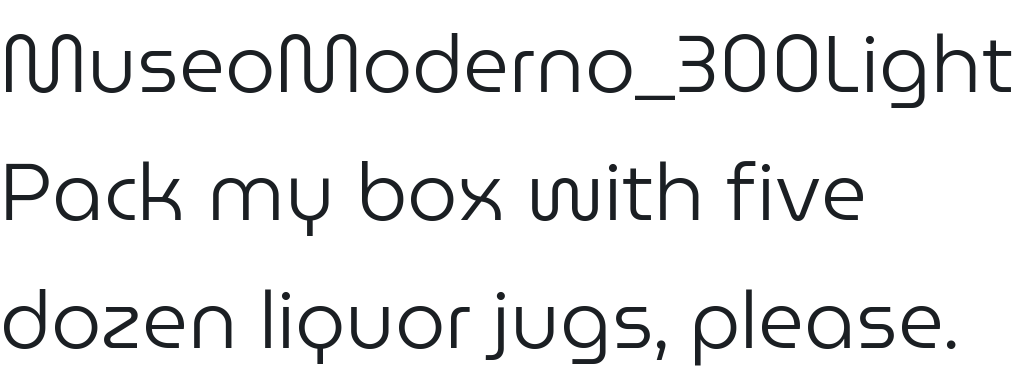 MuseoModerno_300Light
Pack my box with five
dozen liquor jugs, please.